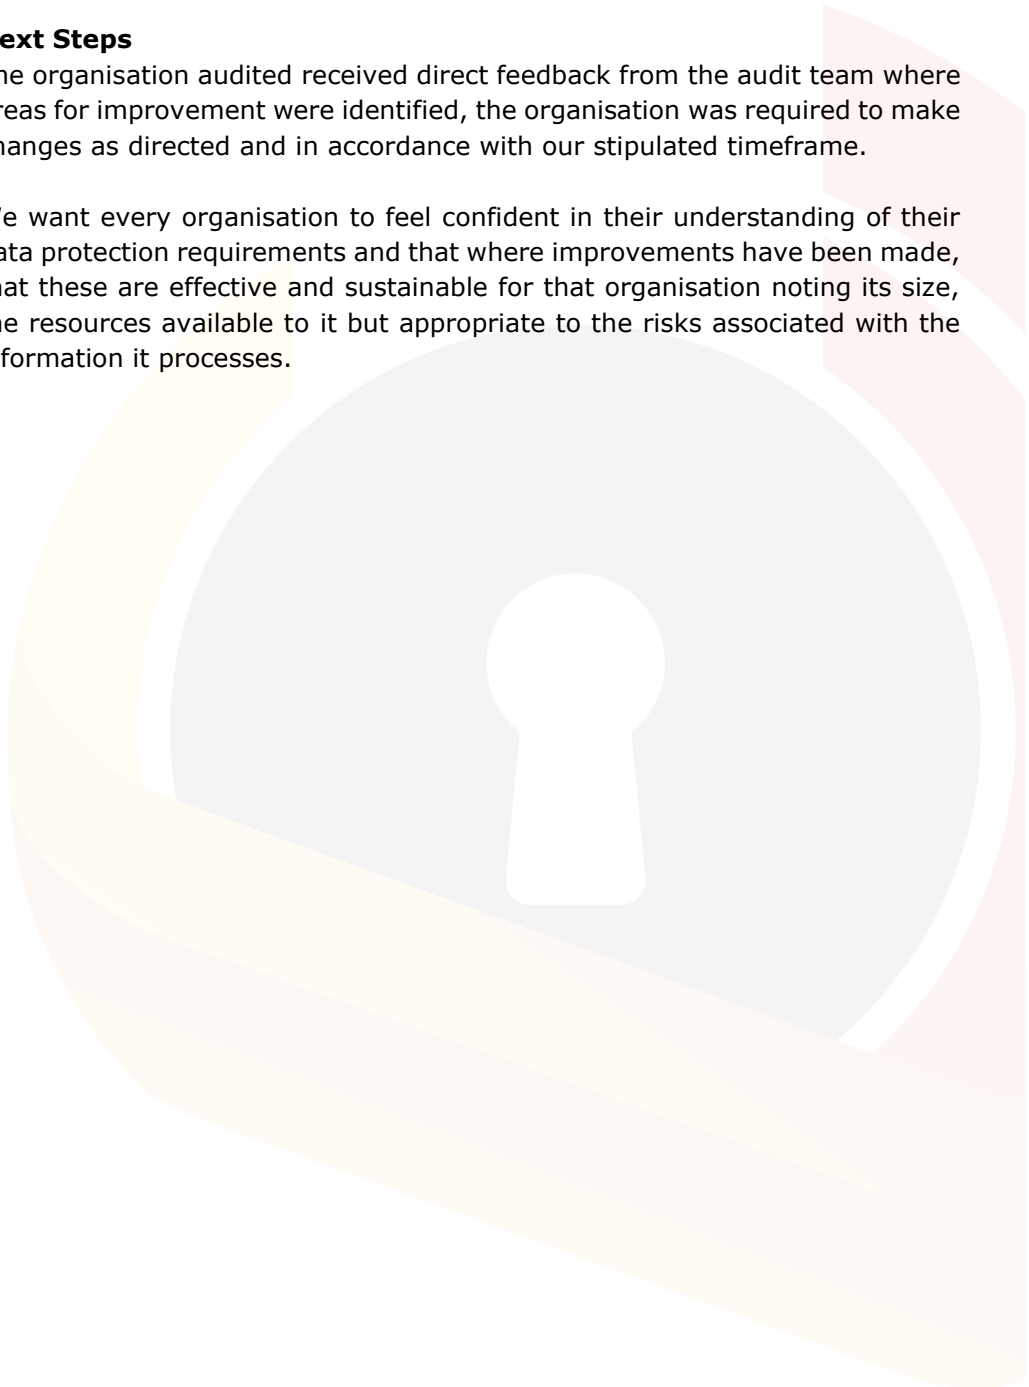 ext Steps
ne organisation audited received direct feedback from the audit team where
reas for improvement were identified, the organisation was required to make
hanges as directed and in accordance with our stipulated timeframe.
e want every organisation to feel confident in their understanding of their
ata protection requirements and that where improvements have been made,
hat these are effective and sustainable for that organisation noting its size,
he resources available to it but appropriate to the risks associated with the
nformation it processes.